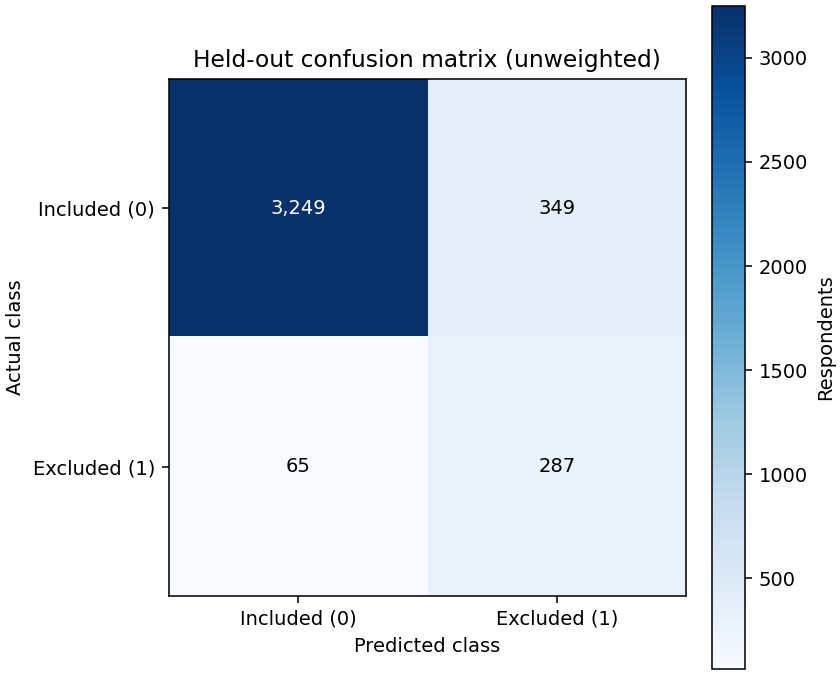 Held-out confusion matrix (unweighted)
Actual class
Included (0)
3,249
349
Excluded (1)
65
287
Included (0)
Excluded (1)
Predicted class
3000
2500
2000
1500
1000
500
Respondents